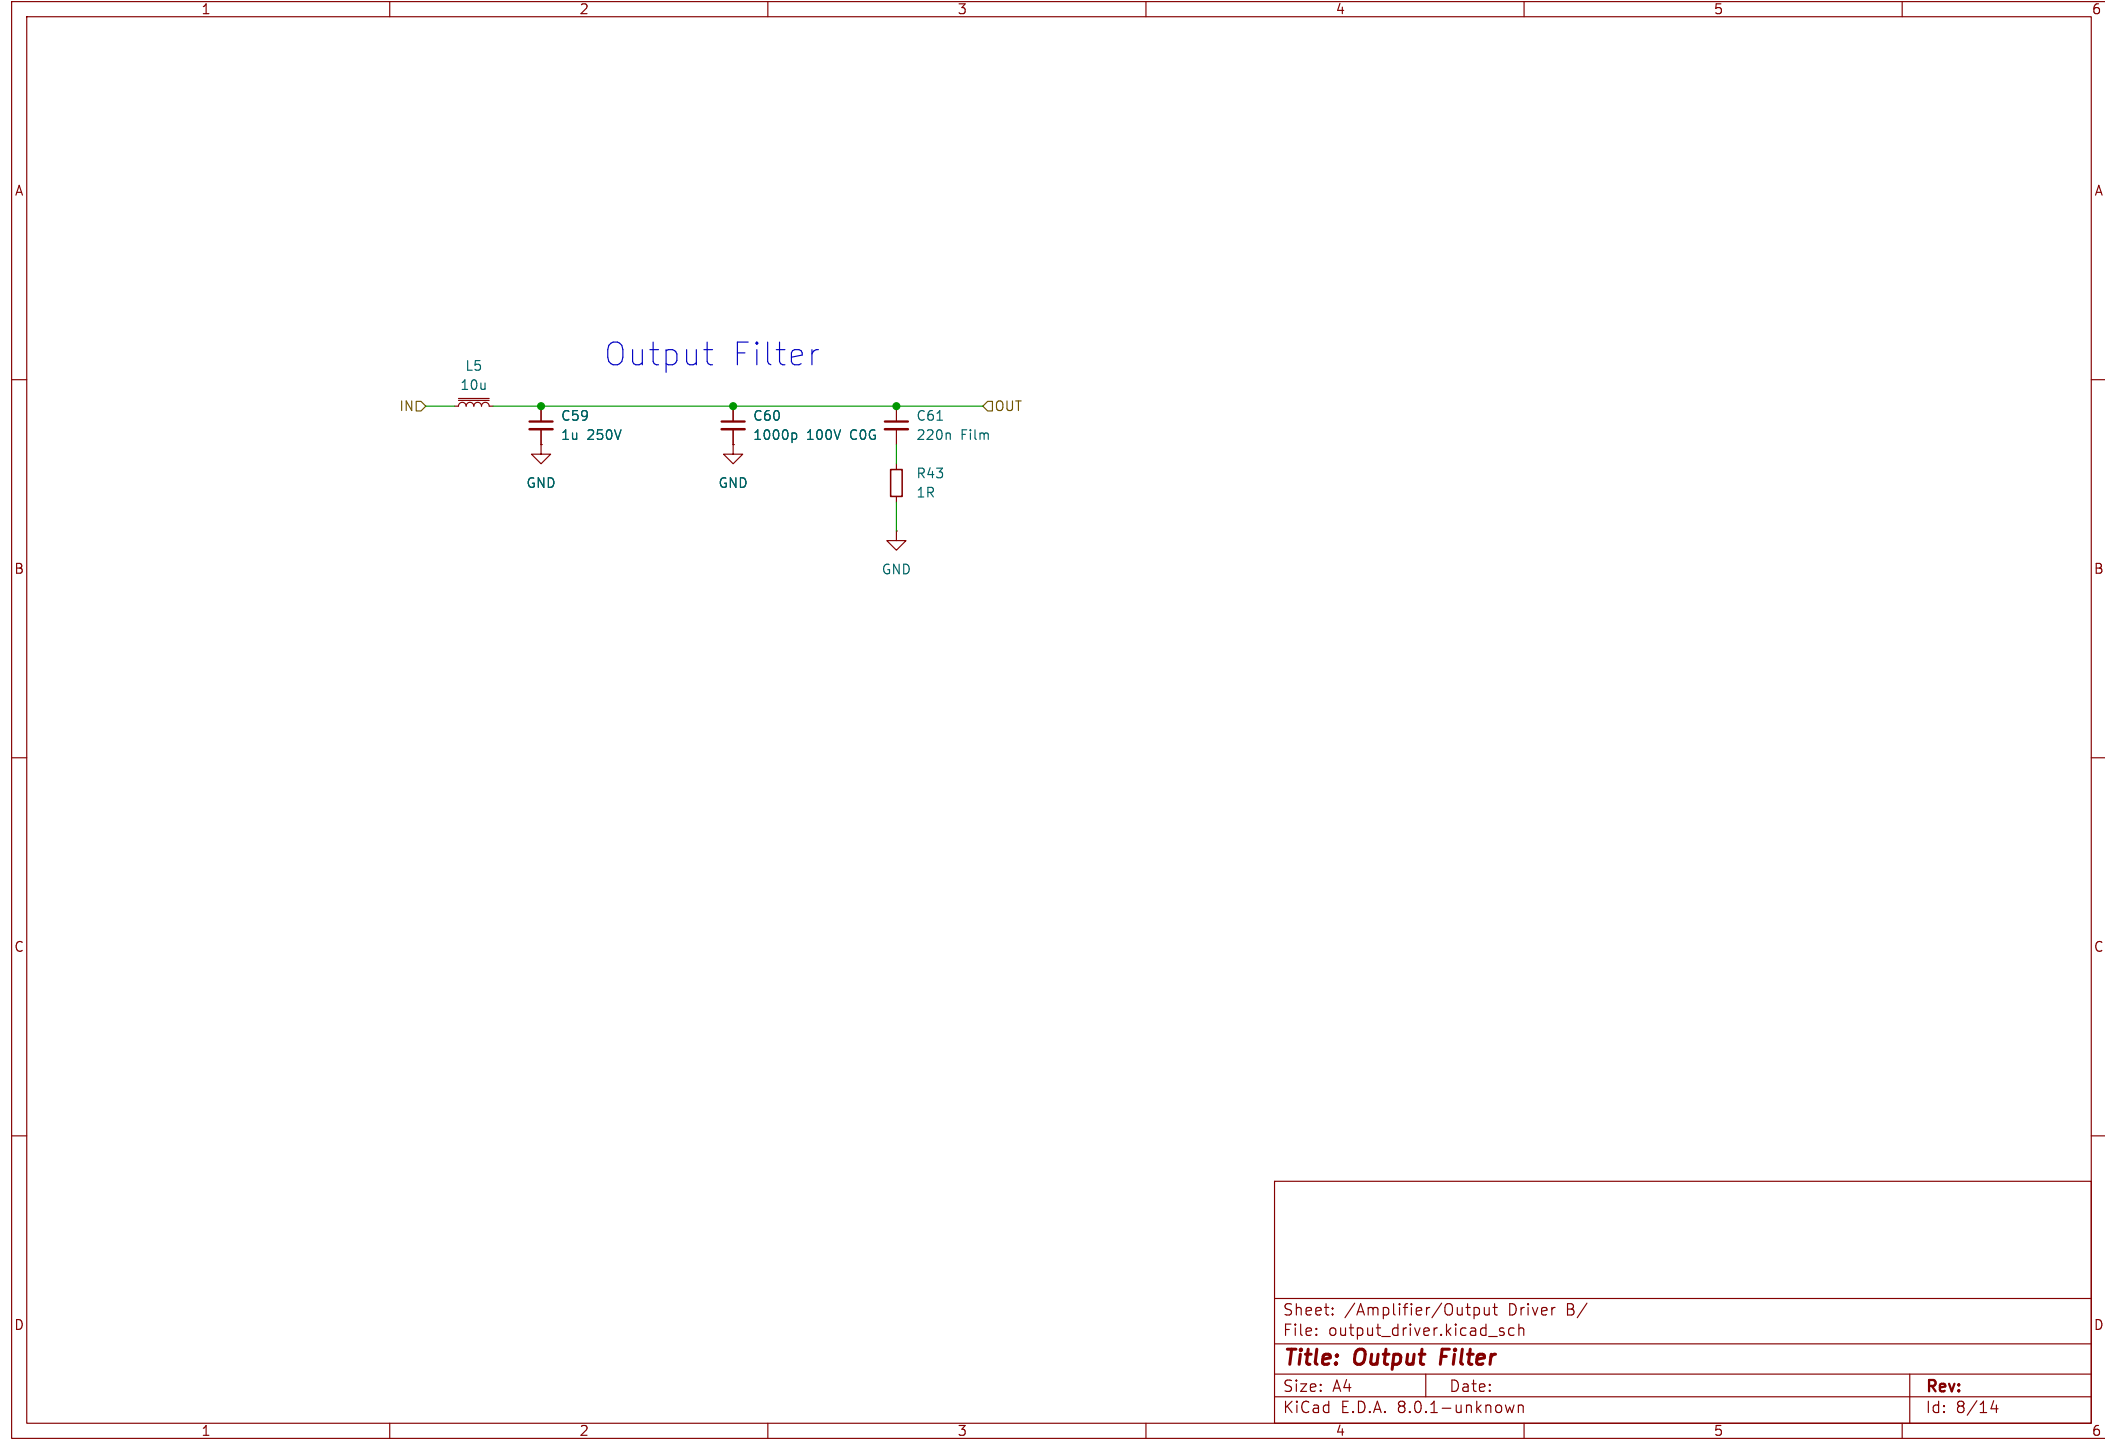 1 2 3 4 5 6
A A
Output Filter
L5
10u
IN OUT
C59 C60 C61
1u 250V 1000p 100V C0G 220n Film
R43
GND GND
1R
B GND B
C C
Sheet: /Amplifier/Output Driver B/
D File: output_driver.kicad_sch D
Title: Output Filter
Size: A4 Date: Rev:
KiCad E.D.A. 8.0.1-unknown Id: 8/14
1 2 3 4 5 6